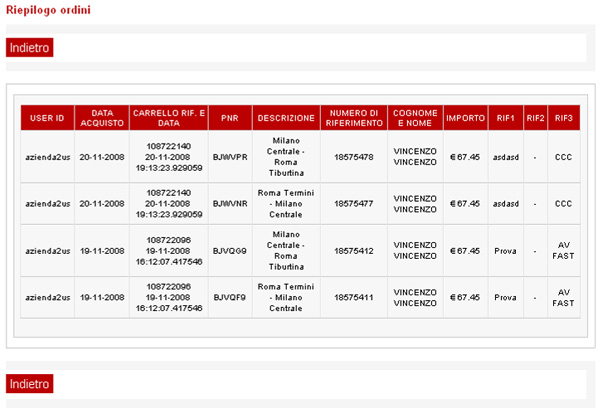 Riepilogo ordini
Indietro
USER ID DATA ACQUISTO CARRELLO RIF. E DATA PNR DESCRIZIONE NUMERO DI RIFERIMENTO COGNOME E NOME IMPORTO RIF1 RIF2 RIF3
azienda2us 20-11-2008 108722140 20-11-2008 19:13:23.929059 BJWVPR Milano Centrale - Roma Tiburtina 18575478 VINCENZO VINCENZO € 67.45 asdasd - CCC
azienda2us 20-11-2008 108722140 20-11-2008 19:13:23.929059 BJWVNR Roma Termini - Milano Centrale 18575477 VINCENZO VINCENZO € 67.45 asdasd - CCC
azienda2us 19-11-2008 108722096 19-11-2008 16:12:07.417546 BJVQG9 Milano Centrale - Roma Tiburtina 18575412 VINCENZO VINCENZO € 67.45 Prova - AV FAST
azienda2us 19-11-2008 108722096 19-11-2008 16:12:07.417546 BJVQF9 Roma Termini - Milano Centrale 18575411 VINCENZO VINCENZO € 67.45 Prova - AV FAST
Indietro